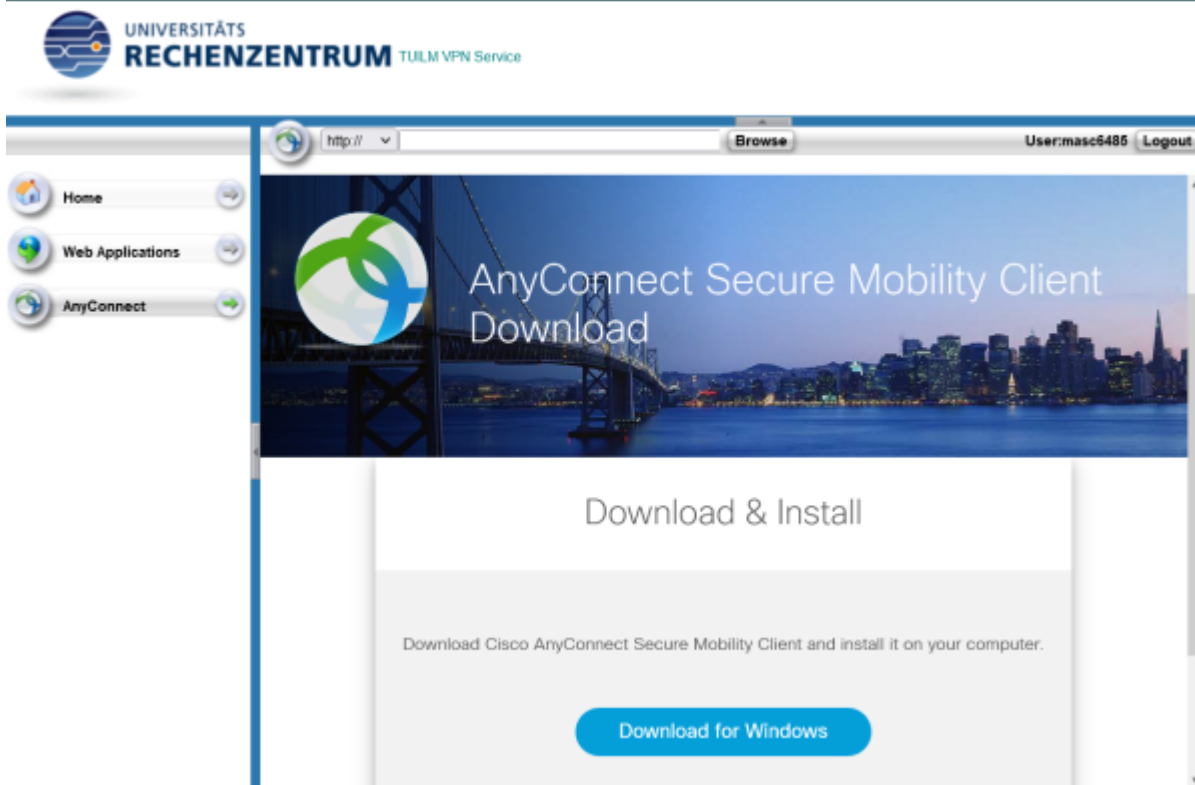 UNIVERSITÄTS
RECHENZENTRUM TUILM VPN Service
http:// Browse User:masc6485 Logout
Home
Web Applications
AnyConnect
AnyConnect Secure Mobility Client
Download
Download & Install
Download Cisco AnyConnect Secure Mobility Client and install it on your computer.
Download for Windows